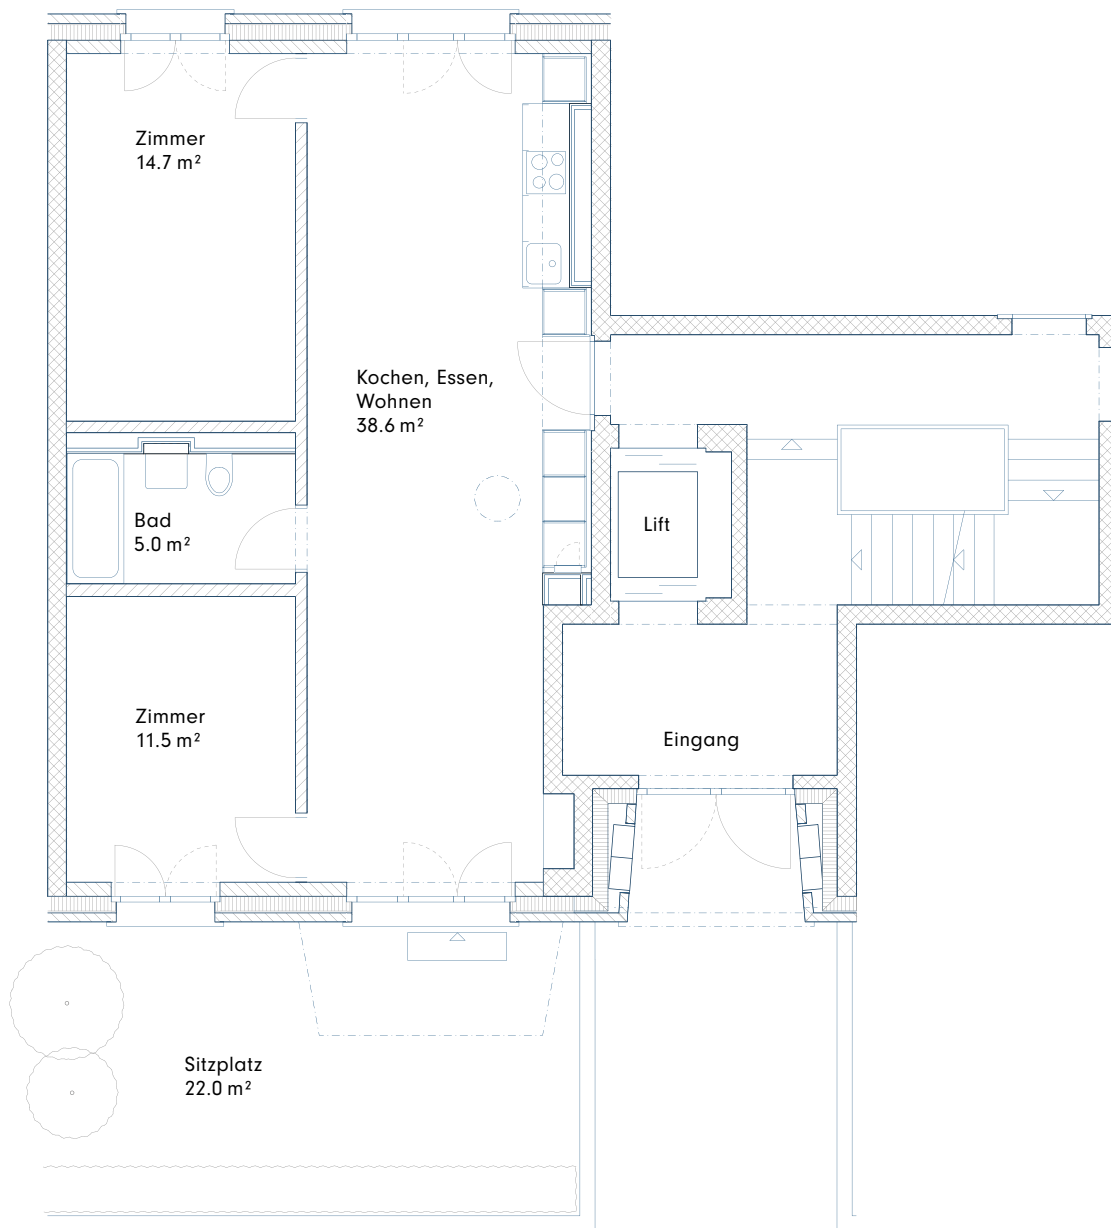 Zimmer
14.7 m²
Kochen, Essen,
Wohnen
38.6 m²
Bad
5.0 m²
Lift
Zimmer
11.5 m²
Eingang
Sitzplatz
22.0 m²